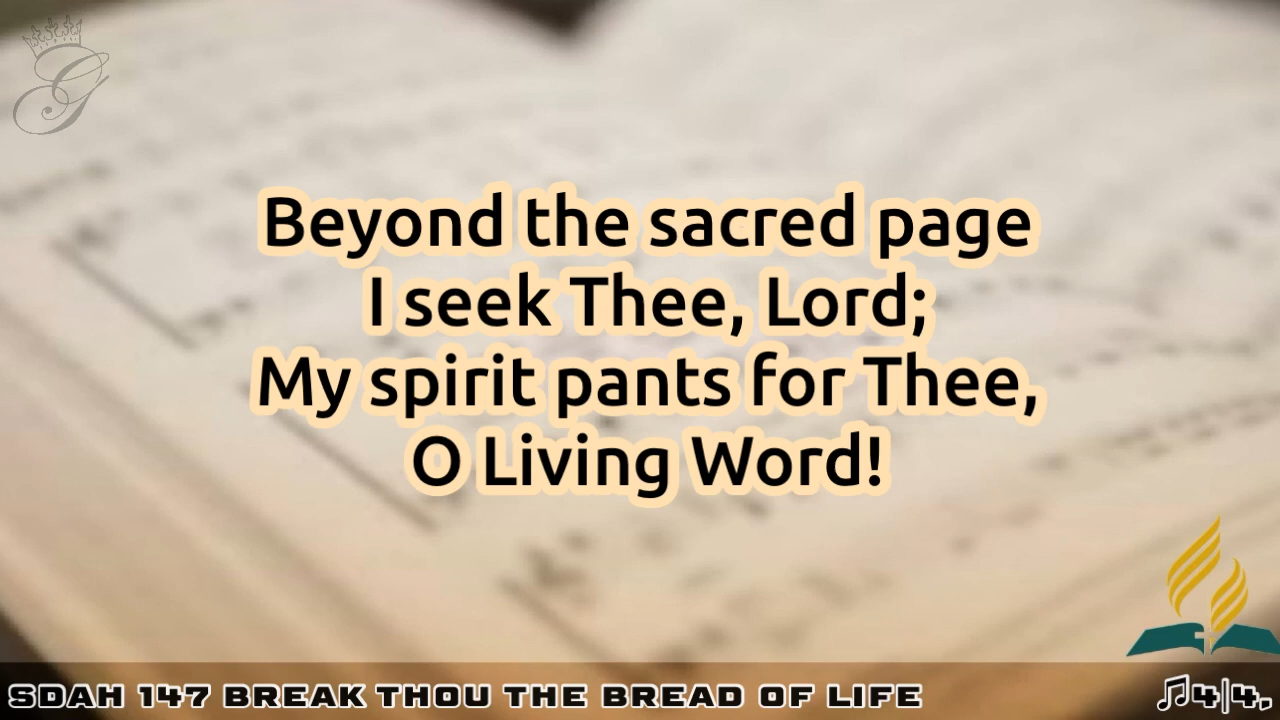 G
Beyond the sacred page
I seek Thee, Lord;
My spirit pants for Thee,
O Living Word!
SDAH 147 BREAK THOU THE BREAD OF LIFE
♫4|4.